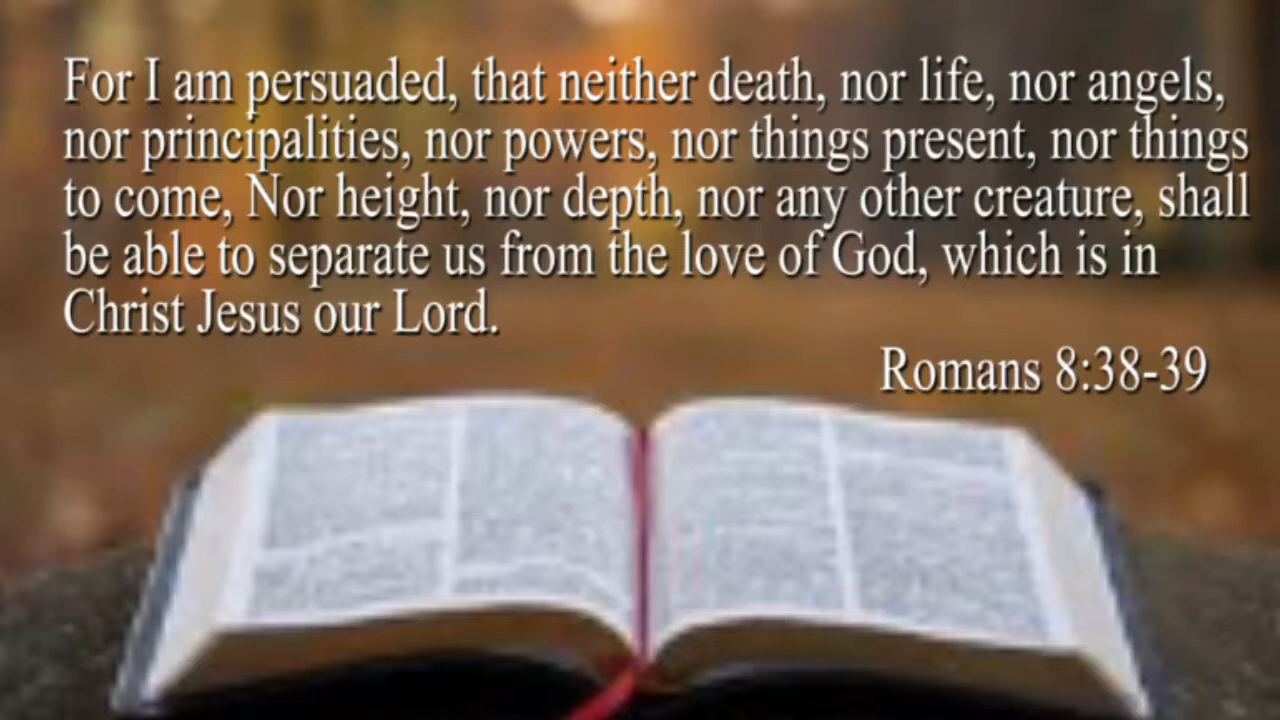 For I am persuaded, that neither death, nor life, nor angels,
nor principalities, nor powers, nor things present, nor things
to come, Nor height, nor depth, nor any other creature, shall
be able to separate us from the love of God, which is in
Christ Jesus our Lord.
Romans 8:38-39